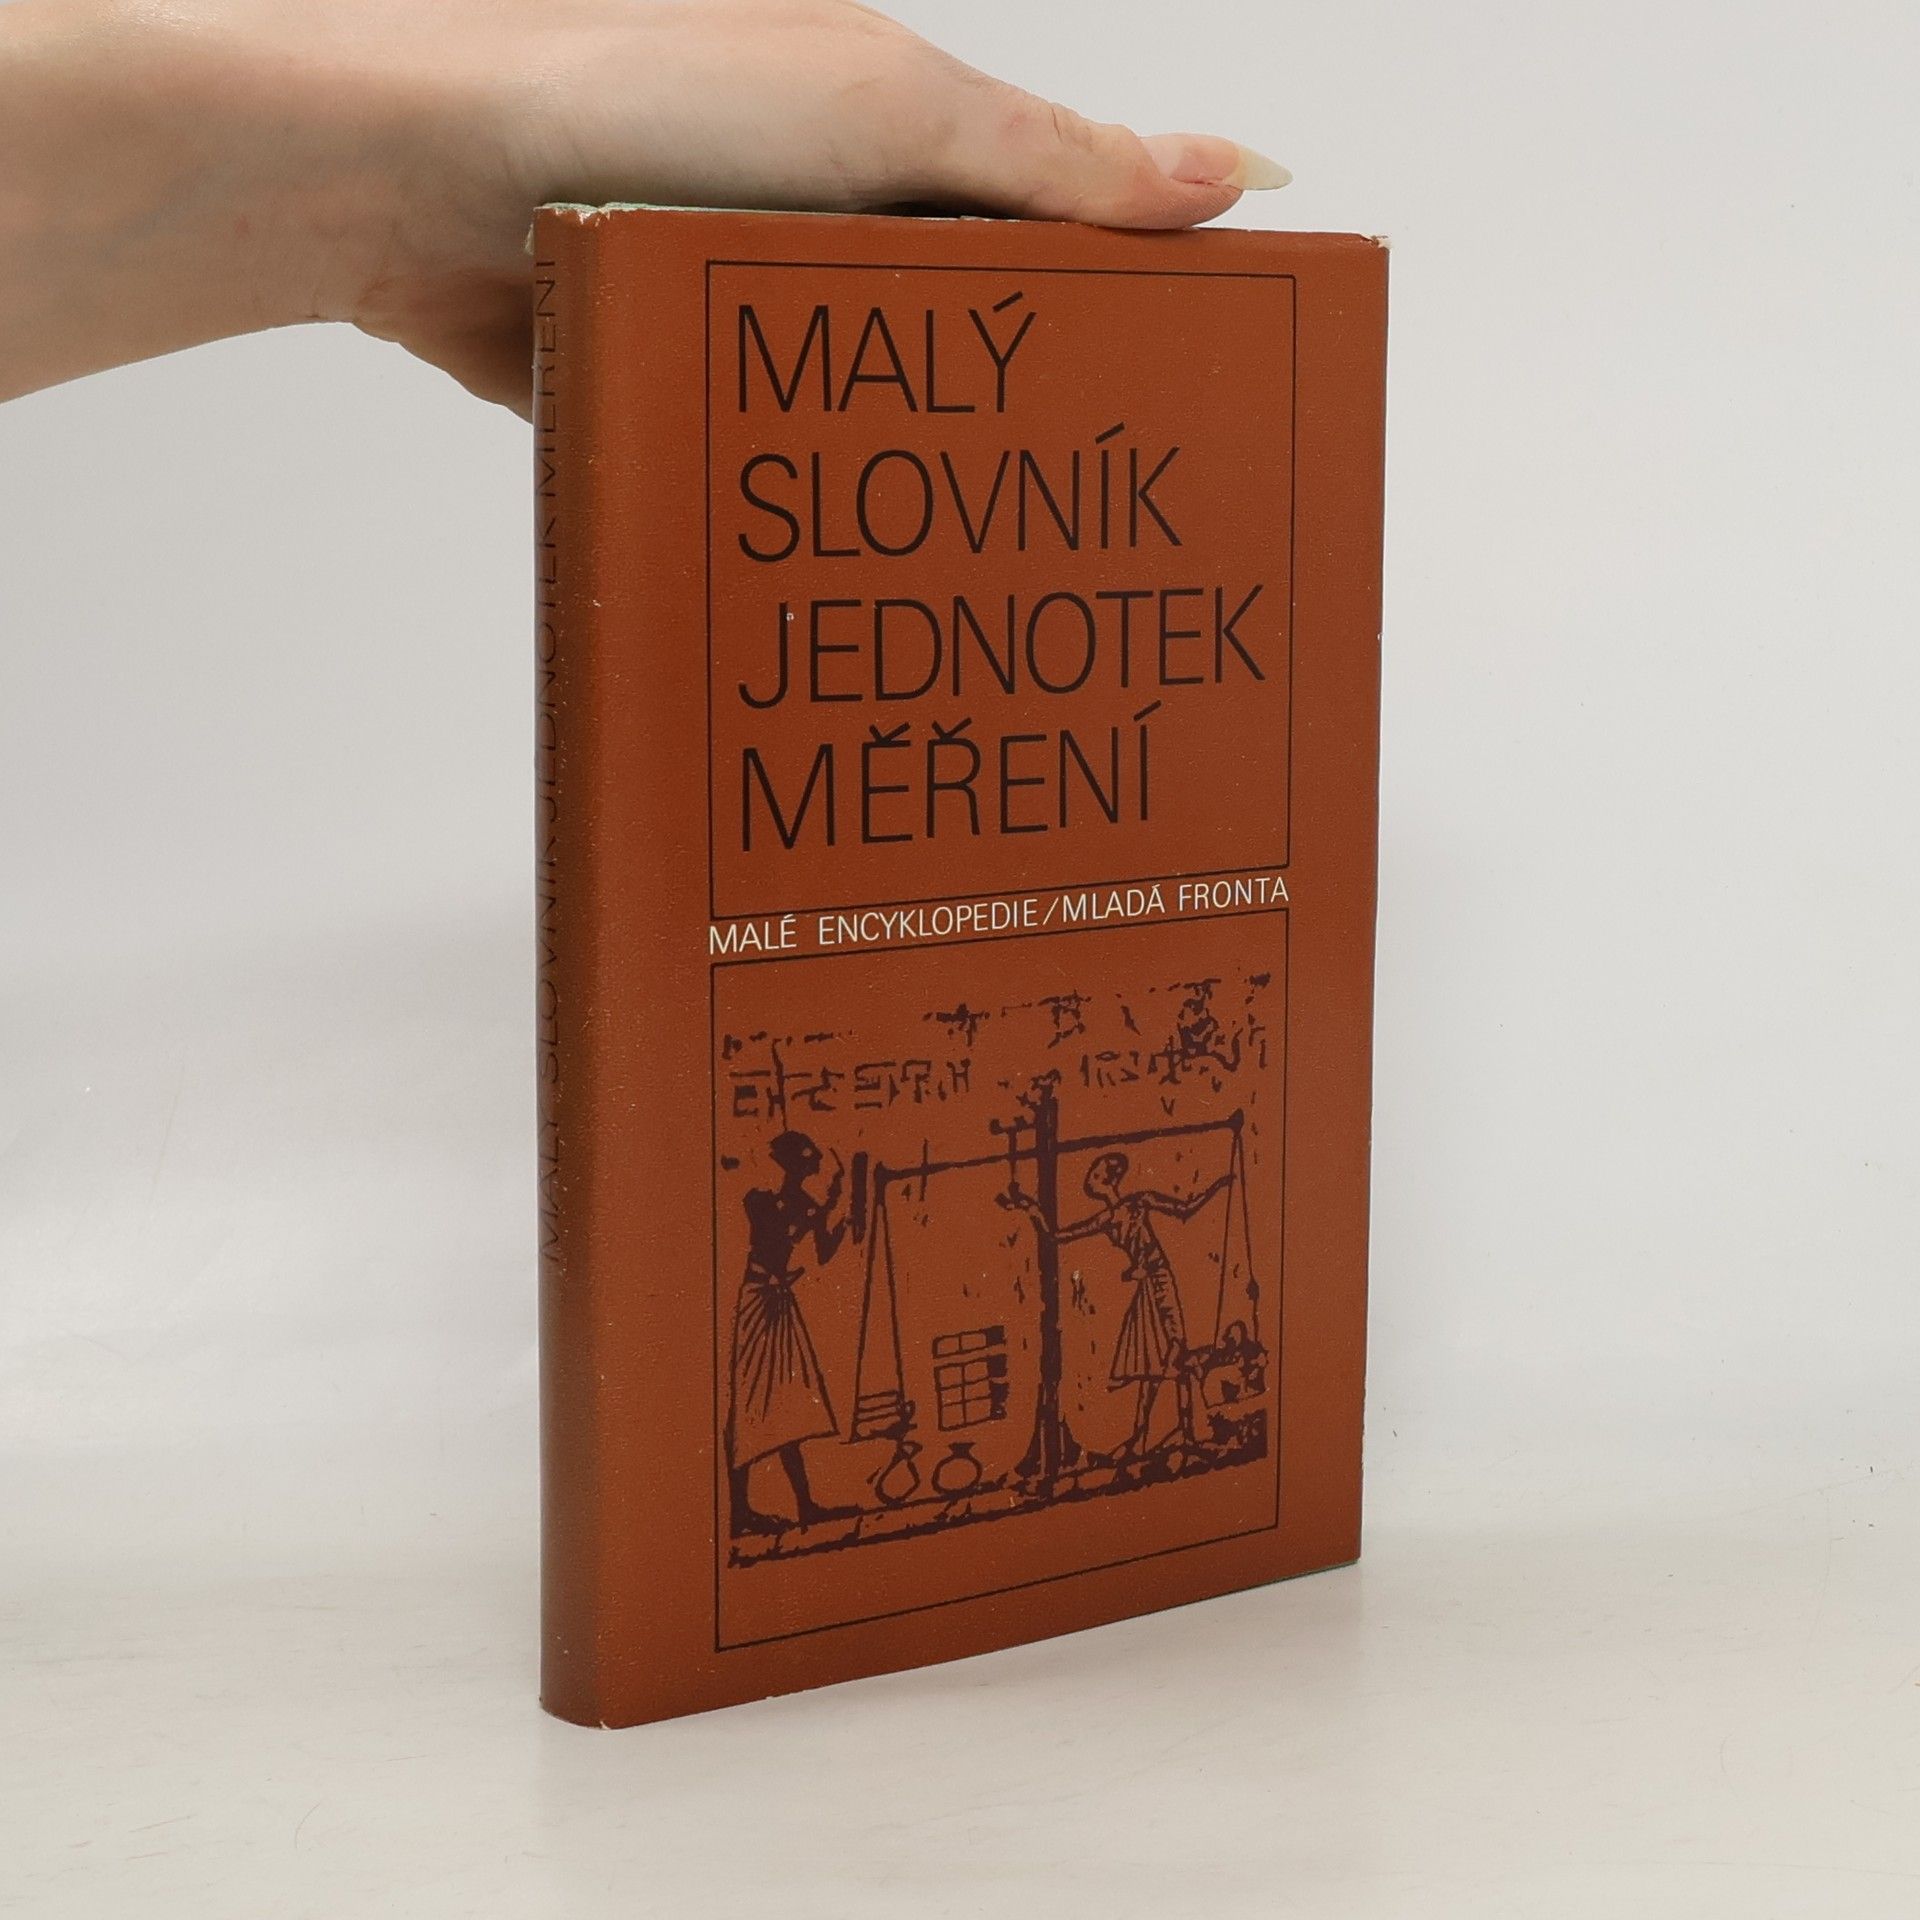 MALÝ
SLOVNÍK
JEDNOTEK
MĚŘENÍ
MALÉ ENCYKLOPEDIE/MLADÁ FRONTA
MALÝ SLOVNÍK JEDNOTEK MĚŘENÍ